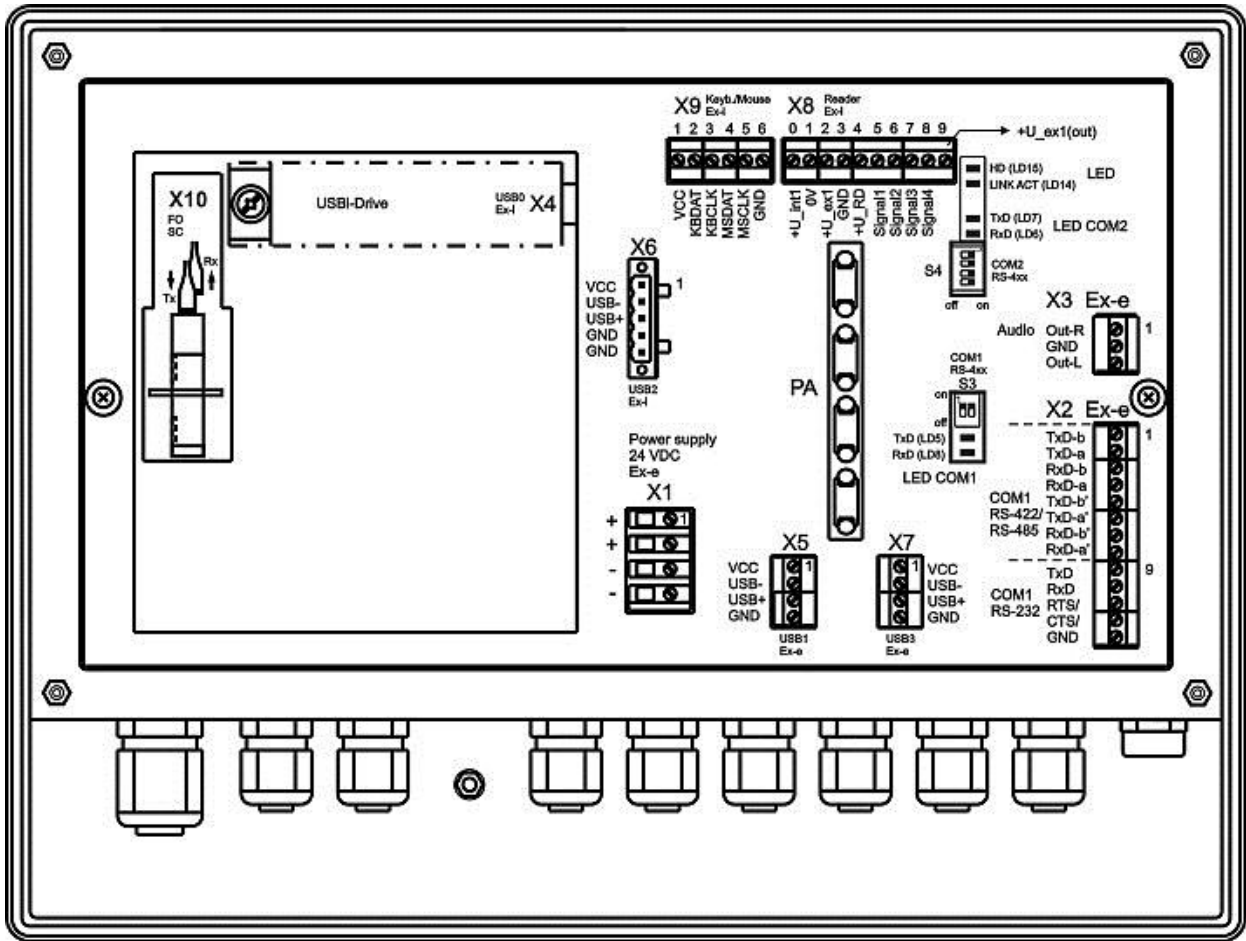 X9 Keyb./Mouse
Ex-i
1 2 3 4 5 6
VCC
KBDAT
KBCLK
MSDAT
MSCLK
GND
X8 Reader
Ex-i
0 1 2 3 4 5 6 7 8 9
+U_ex1(out)
+U_int1
0V
+U_ex1
GND
+U_RD
Signal1
Signal2
Signal3
Signal4
HD (LD15)
LED
LINK ACT (LD14)
TxD (LD7)
LED COM2
RxD (LD6)
S4
COM2
RS-4xx
off on
X10
FO
SC
Rx
Tx
USBI-Drive
USB0
Ex-i
X4
X6
1
VCC
USB-
USB+
GND
GND
USB2
Ex-i
PA
X3 Ex-e
Audio
Out-R
GND
Out-L
1
COM1
RS-4xx
S3
on
off
TxD (LD5)
RxD (LD8)
LED COM1
X2 Ex-e
1
TxD-b
TxD-a
RxD-b
RxD-a
TxD-b'
TxD-a'
RxD-b'
RxD-a'
COM1
RS-422/
RS-485
9
TxD
RxD
RTS/
CTS/
GND
COM1
RS-232
Power supply
24 VDC
Ex-e
X1
1
+
+
-
-
X5
1
VCC
USB-
USB+
GND
USB1
Ex-e
X7
1
VCC
USB-
USB+
GND
USB3
Ex-e